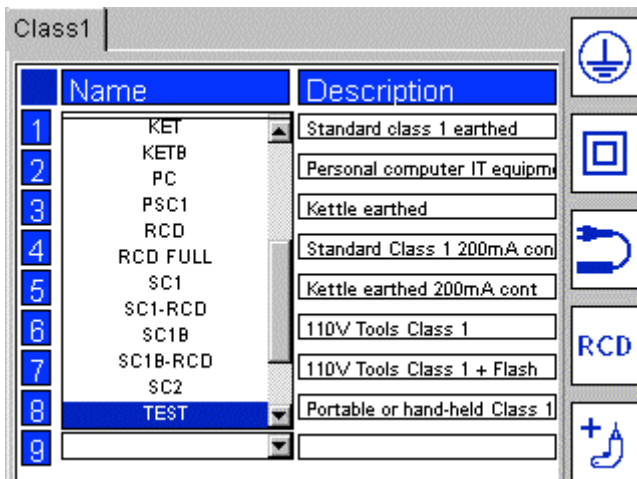 Class1
Name Description
1 Standard class 1 earthed
2 Personal computer IT equipm
3 Kettle earthed
4 Standard Class 1 200mA con
5 Kettle earthed 200mA cont
6 110V Tools Class 1
7 110V Tools Class 1 + Flash
8 Portable or hand-held Class 1
9
KET
KETB
PC
PSC1
RCD
RCD FULL
SC1
SC1-RCD
SC1B
SC1B-RCD
SC2
TEST
RCD